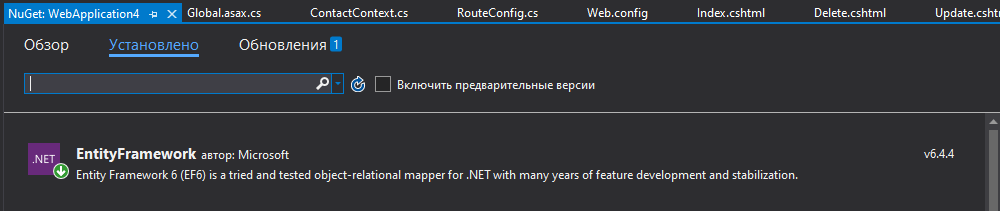 NuGet: WebApplication4 Global.asax.cs ContactContext.cs RouteConfig.cs Web.config Index.cshtml Delete.cshtml Update.csht
Обзор Установлено Обновления 1
Включить предварительные версии
.NET EntityFramework автор: Microsoft v6.4.4
Entity Framework 6 (EF6) is a tried and tested object-relational mapper for .NET with many years of feature development and stabilization.